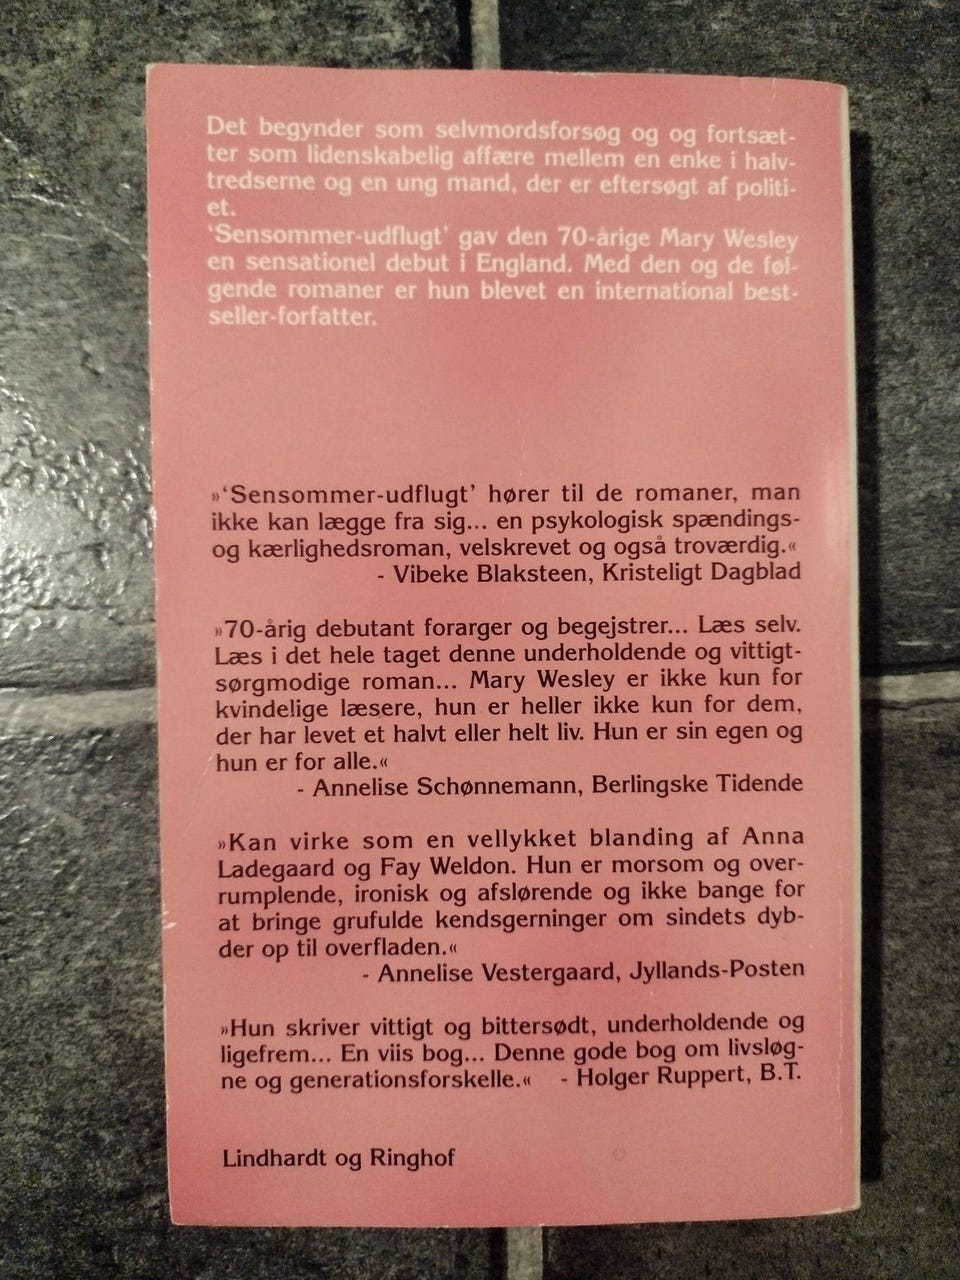 Det begynder som selvmordsforsøg og og fortsæt-
ter som lidenskabelig affære mellem en enke i halv-
tredserne og en ung mand, der er eftersøgt af politi-
et.
'Sensommer-udflugt' gav den 70-årige Mary Wesley
en sensationel debut i England. Med den og de føl-
gende romaner er hun blevet en international best-
seller-forfatter.
»'Sensommer-udflugt' hører til de romaner, man
ikke kan lægge fra sig... en psykologisk spændings-
og kærlighedsroman, velskrevet og også troværdig.«
- Vibeke Blaksteen, Kristeligt Dagblad
»70-årig debutant forarger og begejstrer... Læs selv.
Læs i det hele taget denne underholdende og vittigt-
sørgmodige roman... Mary Wesley er ikke kun for
kvindelige læsere, hun er heller ikke kun for dem,
der har levet et halvt eller helt liv. Hun er sin egen og
hun er for alle.«
- Annelise Schønnemann, Berlingske Tidende
»Kan virke som en vellykket blanding af Anna
Ladegaard og Fay Weldon. Hun er morsom og over-
rumplende, ironisk og afslørende og ikke bange for
at bringe grufulde kendsgerninger om sindets dyb-
der op til overfladen.«
- Annelise Vestergaard, Jyllands-Posten
»Hun skriver vittigt og bittersødt, underholdende og
ligefrem... En viis bog... Denne gode bog om livsløg-
ne og generationsforskelle.« - Holger Ruppert, B.T.
Lindhardt og Ringhof